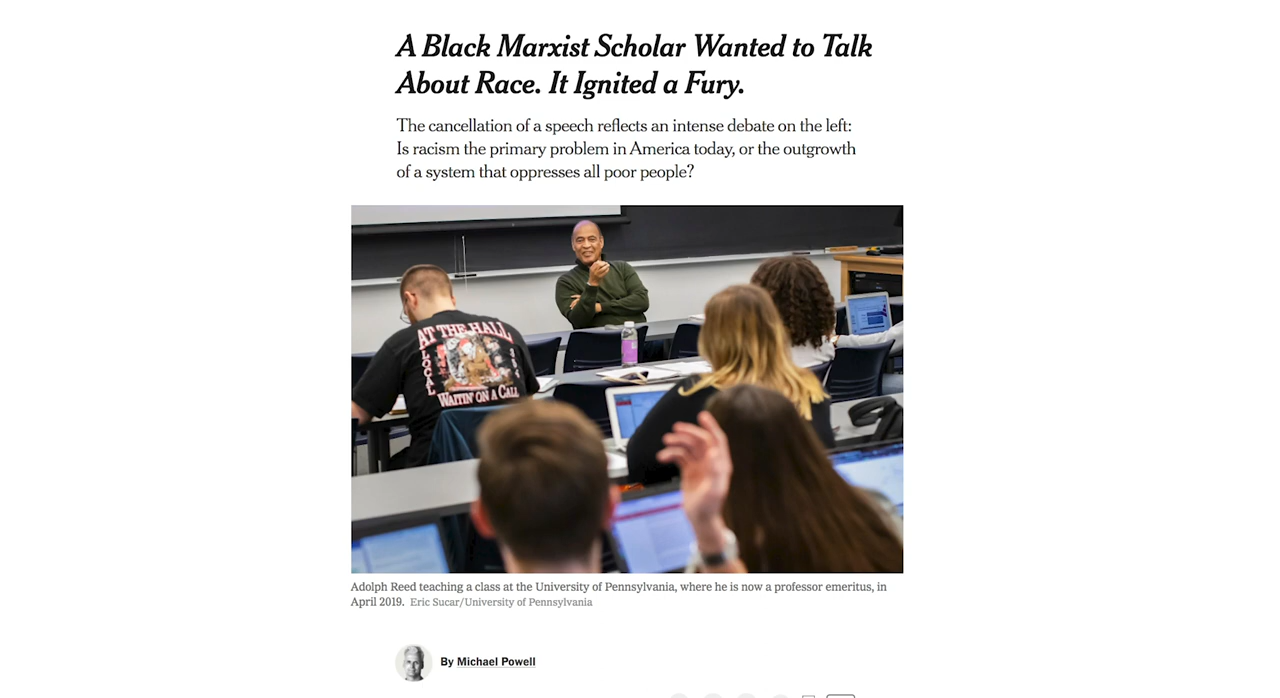 A Black Marxist Scholar Wanted to Talk
About Race. It Ignited a Fury.
The cancellation of a speech reflects an intense debate on the left:
Is racism the primary problem in America today, or the outgrowth
of a system that oppresses all poor people?
AT THE HALL
LOCAL
WAITIN' ON A CALL
Adolph Reed teaching a class at the University of Pennsylvania, where he is now a professor emeritus, in
April 2019. Eric Sucar/University of Pennsylvania
By Michael Powell